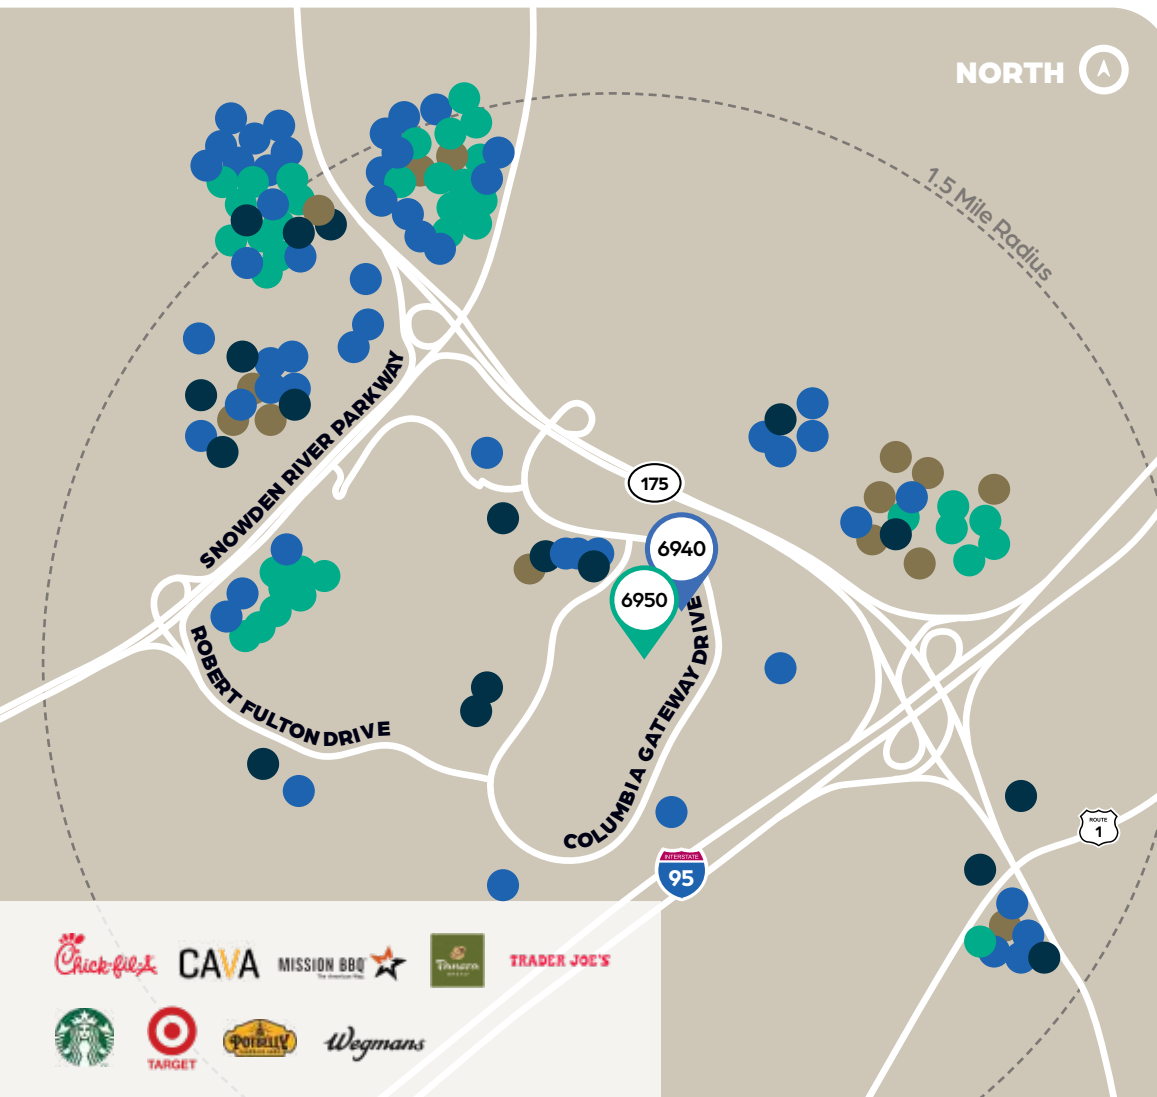 NORTH
1.5 Mile Radius
SNOWDEN RIVER PARKWAY
175
6940
6950
ROBERT FULTON DRIVE
COLUMBIA GATEWAY DRIVE
ROUTE
1
INTERSTATE
95
Chick-fil-A
CAVA
MISSION BBQ
The American Way.
Panera
BREAD
TRADER JOE'S
TARGET
POTBELLY
Wegmans